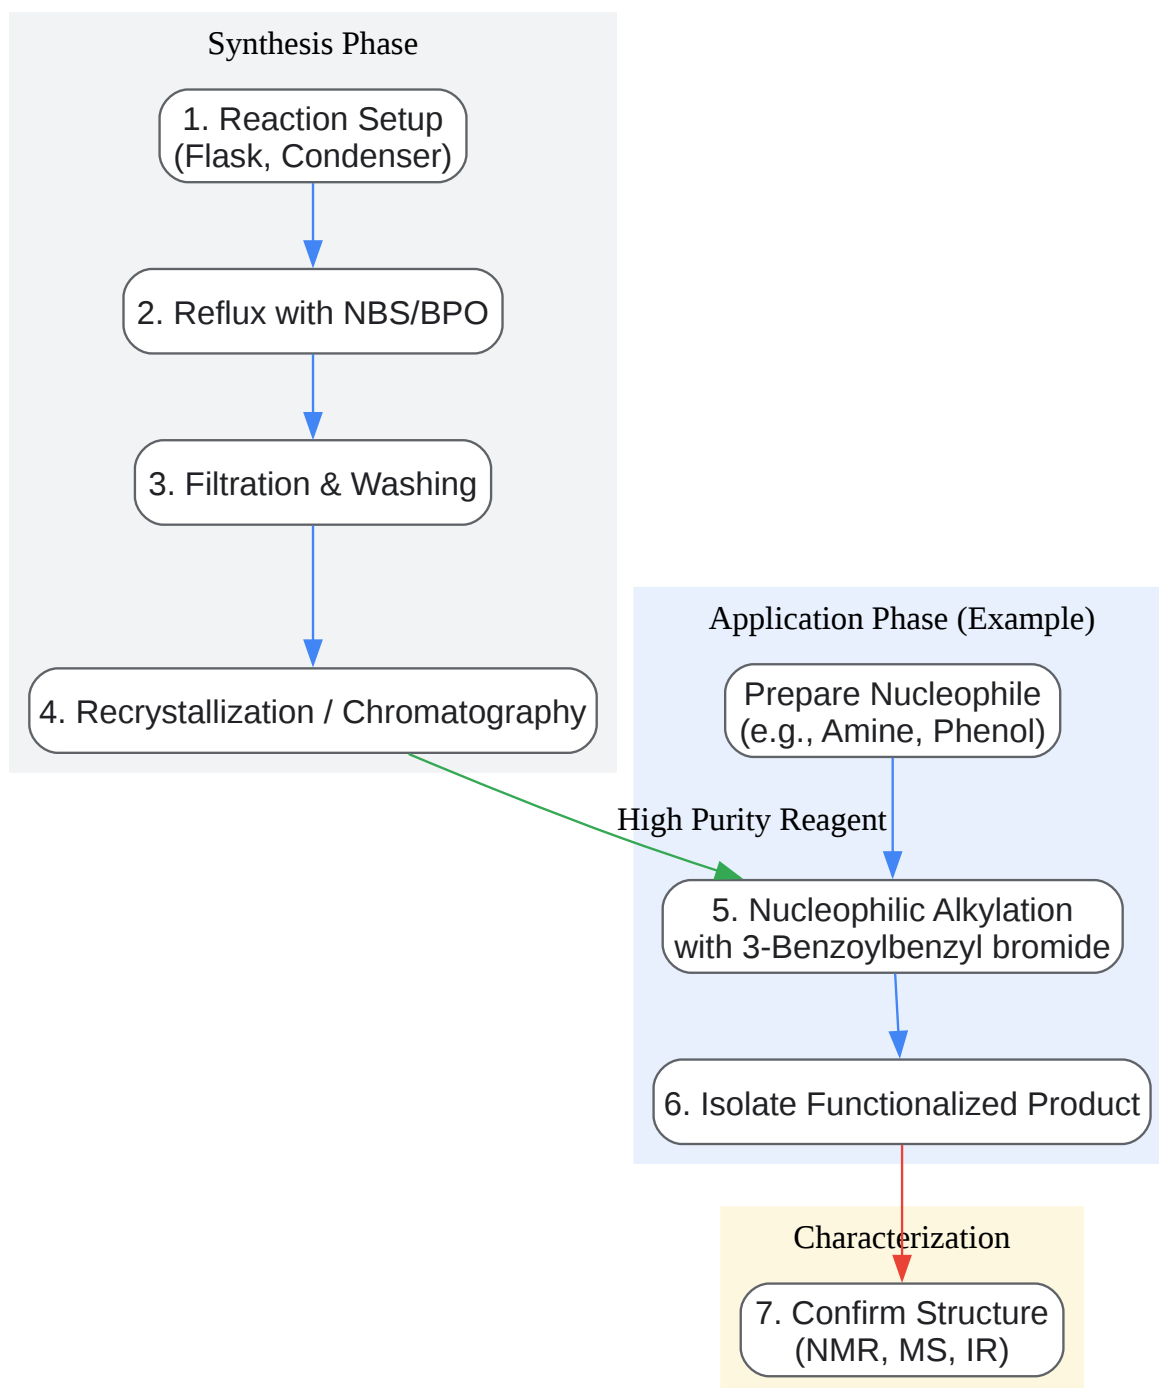 Synthesis Phase
1. Reaction Setup
(Flask, Condenser)
2. Reflux with NBS/BPO
3. Filtration & Washing
4. Recrystallization / Chromatography
Application Phase (Example)
Prepare Nucleophile
(e.g., Amine, Phenol)
High Purity Reagent
5. Nucleophilic Alkylation
with 3-Benzoylbenzyl bromide
6. Isolate Functionalized Product
Characterization
7. Confirm Structure
(NMR, MS, IR)